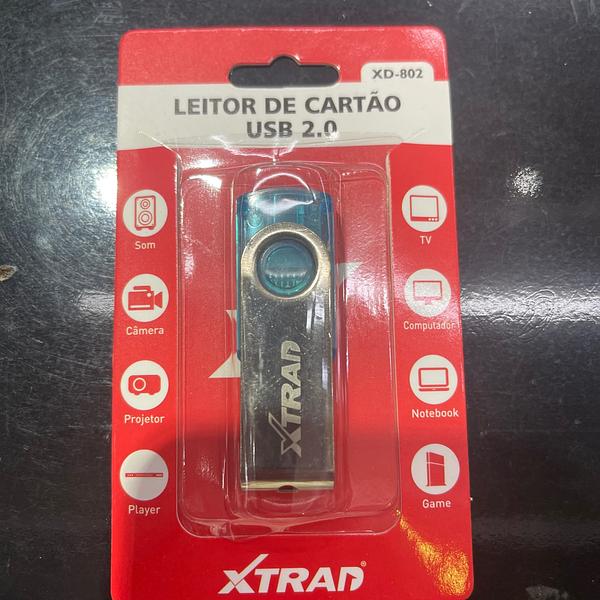 XD-802
LEITOR DE CARTÃO
USB 2.0
Som
TV
Câmera
Computador
Projetor
Notebook
Player
Game
XTRAD
XTRAD®